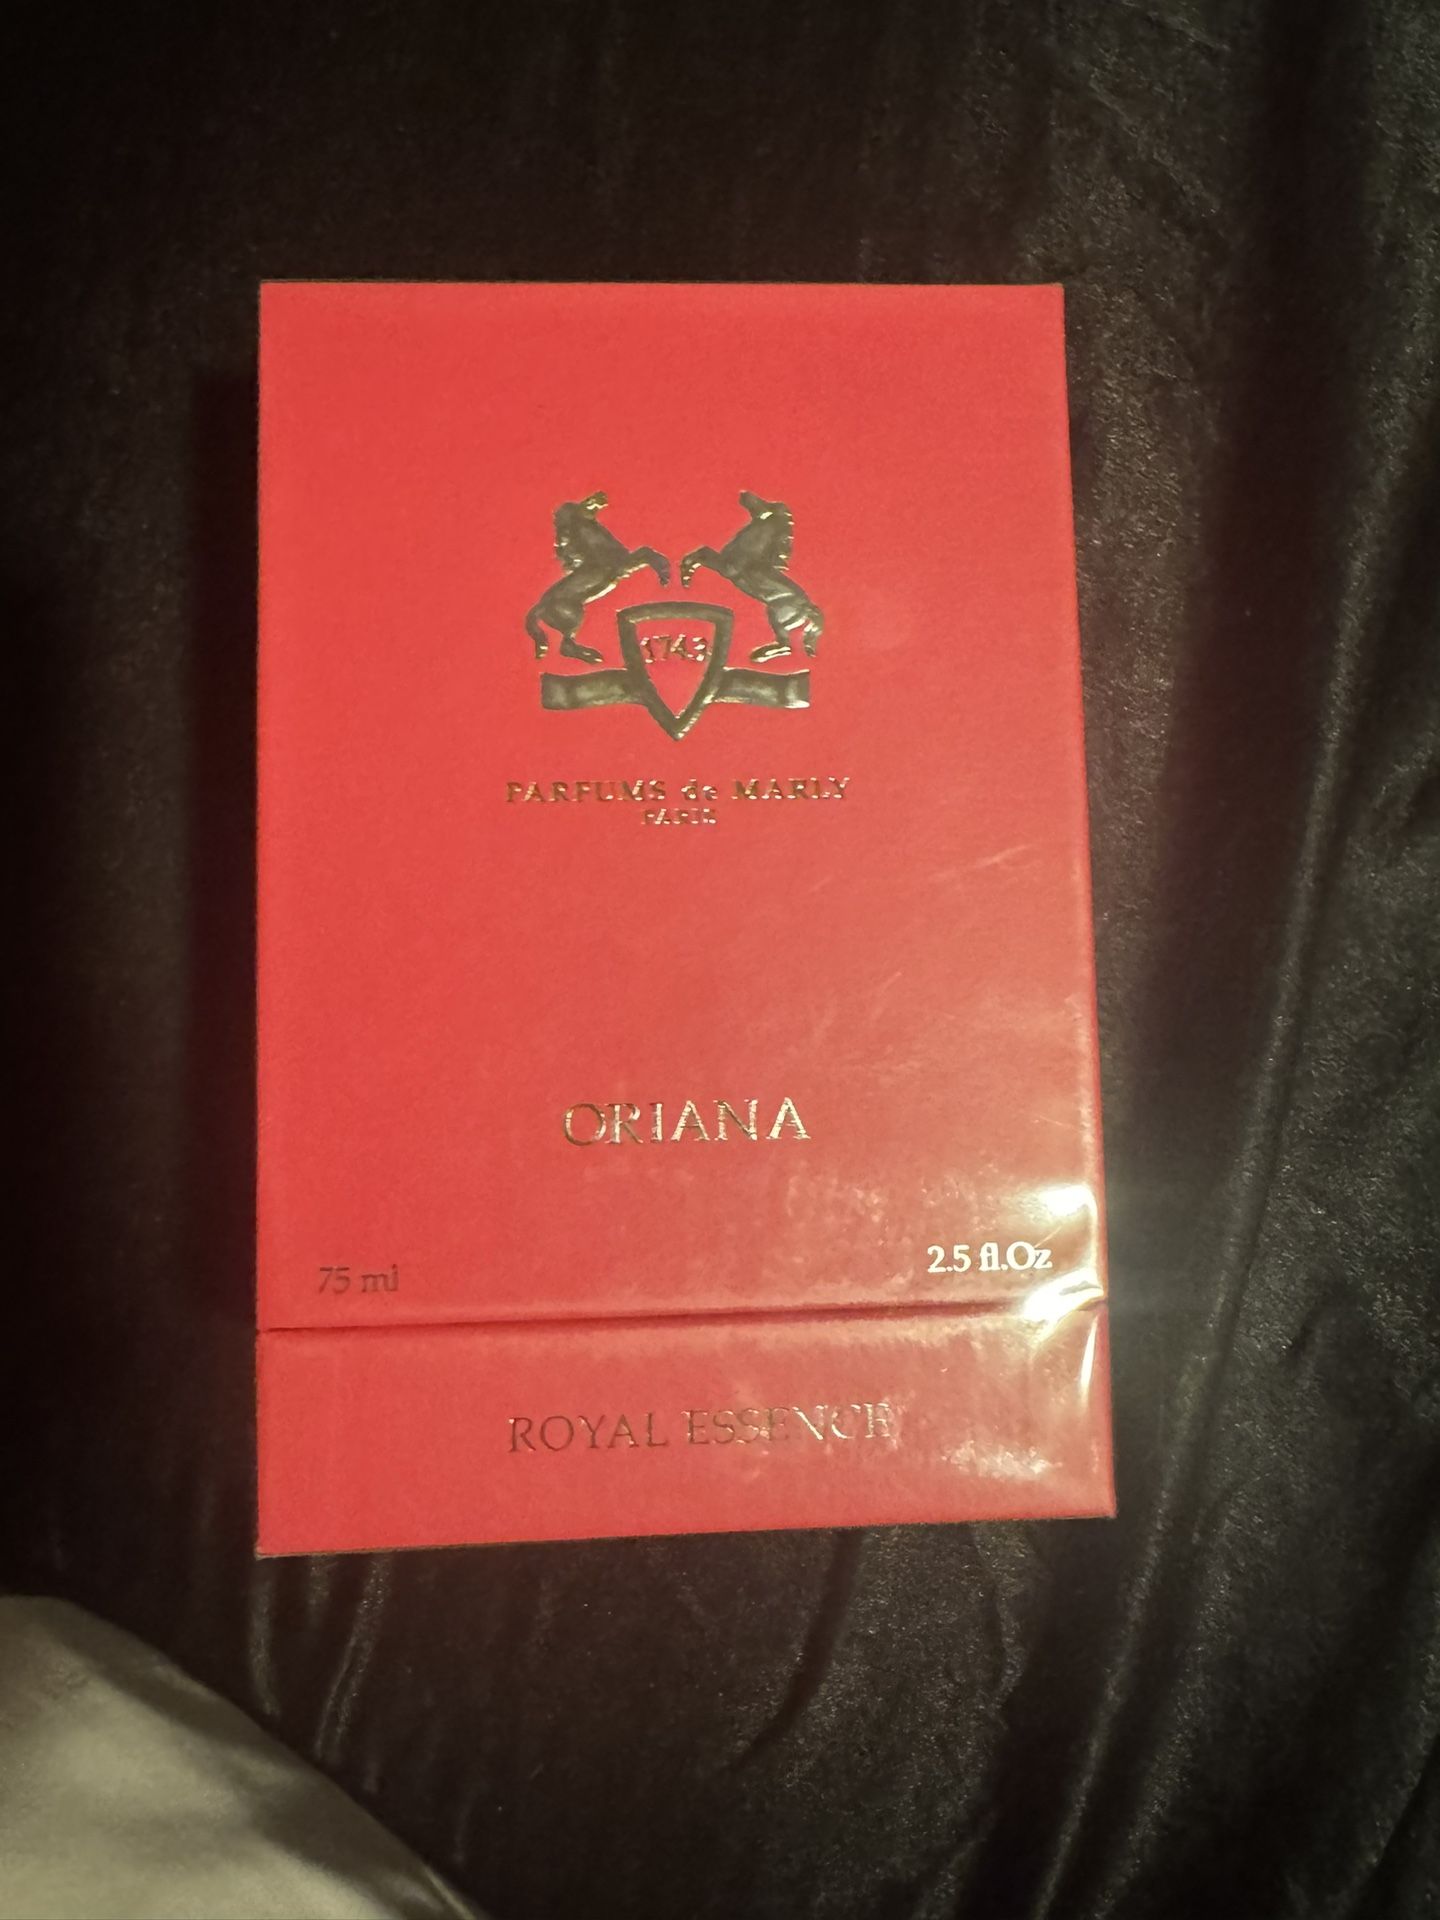 1743
PARFUMS de MARLY
PARIS
ORIANA
75 ml
2.5 fl.Oz
ROYAL ESSENCE